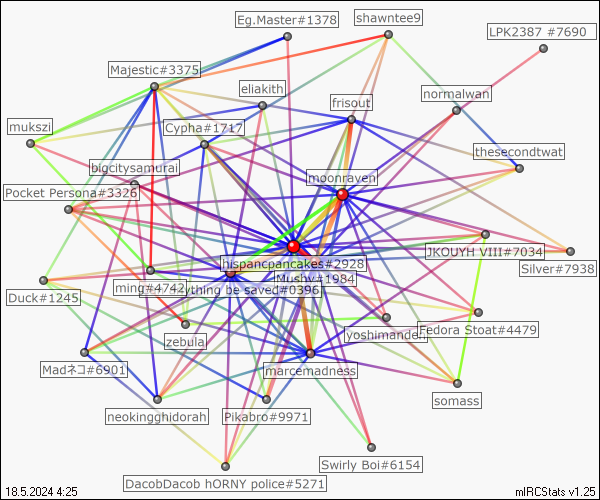 Eg.Master#1378
shawntee9
LPK2387 #7690
Majestic#3375
eliakith
frisout
normalwan
mukszi
Cypha#1717
thesecondtwat
bigcitysamurai
moonraven
Pocket Persona#3326
JKOUYH VIII#7034
hispancpancakes#2928
Silver#7938
Mushy#1984
ming#4742
thing be saved#0396
Duck#1245
zebula
yoshimandel
Fedora Stoat#4479
Madネコ#6901
marcemadness
somass
neokingghidorah
Pikabro#9971
Swirly Boi#6154
DacobDacob hORNY police#5271
18.5.2024 4:25
mIRCStats v1.25